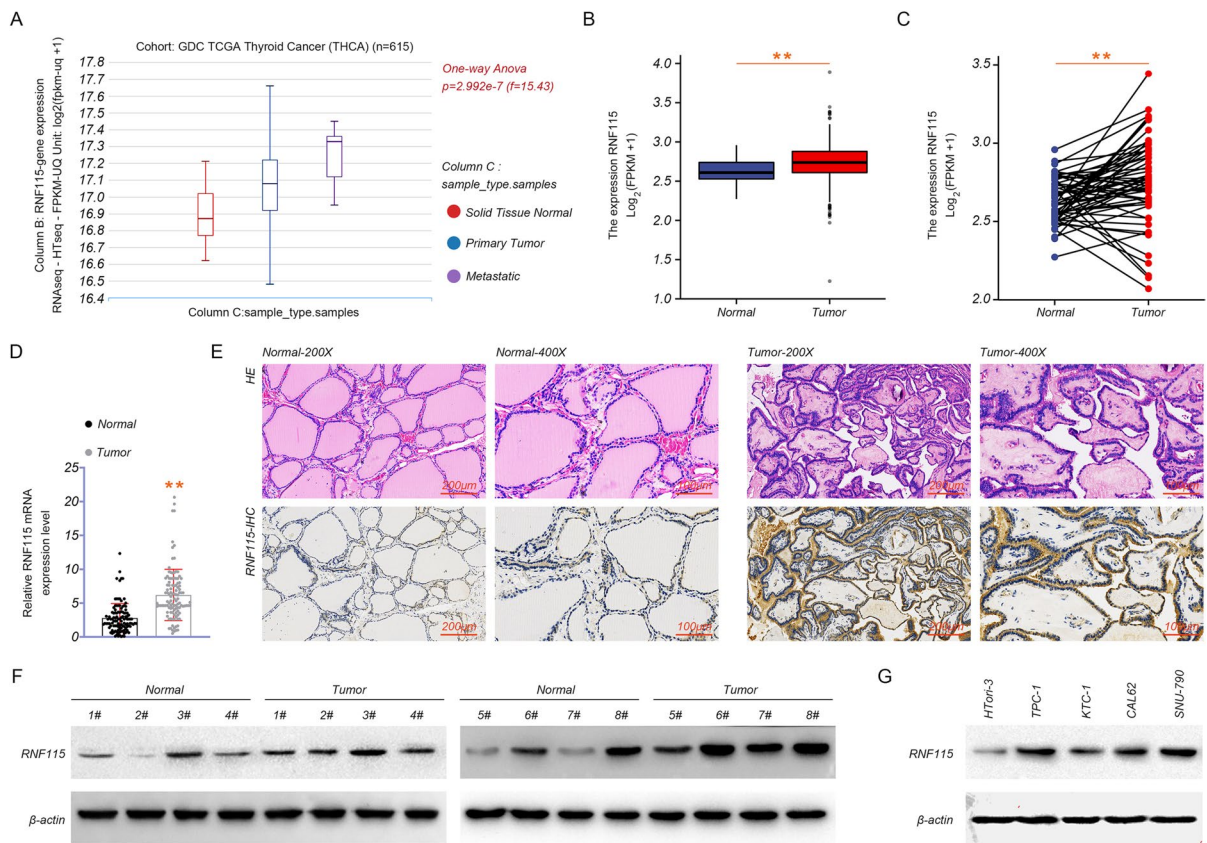 A
Cohort: GDC TCGA Thyroid Cancer (THCA) (n=615)
Column B: RNF115-gene expression
RNAseq - HTseq - FPKM-UQ Unit: log2(fpkm-uq +1)
17.8
17.7
17.6
17.5
17.4
17.3
17.2
17.1
17.0
16.9
16.8
16.7
16.6
16.5
16.4
Column C:sample_type.samples
One-way Anova
p=2.992e-7 (f=15.43)
Column C :
sample_type.samples
Solid Tissue Normal
Primary Tumor
Metastatic
B
The expression RNF115
Log2(FPKM +1)
4.0
3.5
3.0
2.5
2.0
1.5
1.0
**
Normal
Tumor
C
The expression RNF115
Log2(FPKM +1)
3.5
3.0
2.5
2.0
**
Normal
Tumor
D
Normal
Tumor
Relative RNF115 mRNA
expression level
25
20
15
10
5
0
**
E
Normal-200X
Normal-400X
Tumor-200X
Tumor-400X
HE
200μm
100μm
200μm
100μm
RNF115-IHC
200μm
100μm
200μm
100μm
F
Normal
Tumor
Normal
Tumor
1# 2# 3# 4# 1# 2# 3# 4# 5# 6# 7# 8# 5# 6# 7# 8#
RNF115
β-actin
G
HTori-3
TPC-1
KTC-1
CAL62
SNU-790
RNF115
β-actin